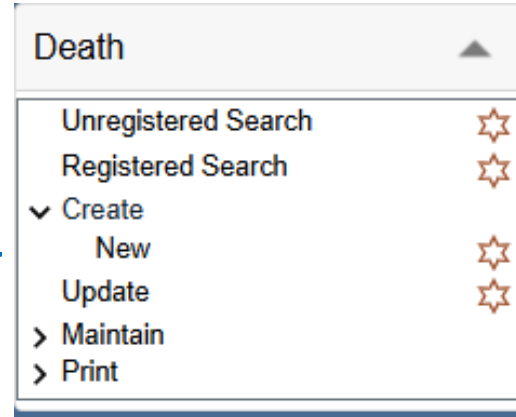 Death
Unregistered Search
Registered Search
Create
New
Update
Maintain
Print